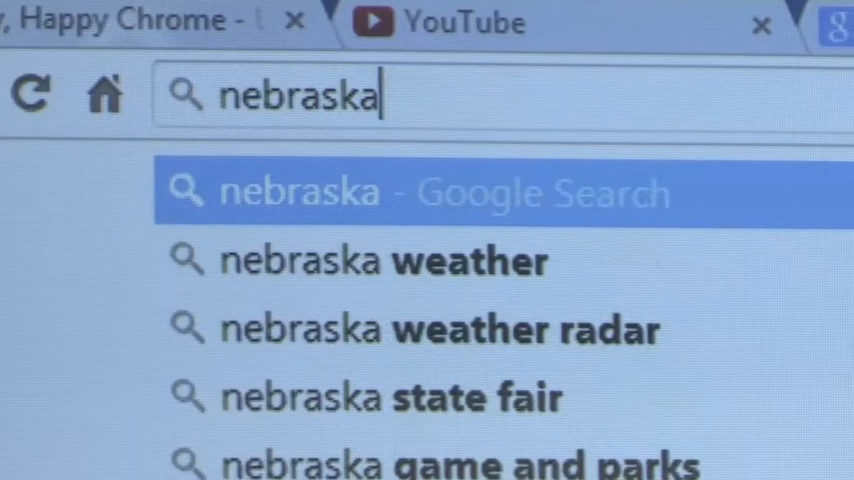 , Happy Chrome -
YouTube
8
nebraska
nebraska - Google Search
nebraska weather
nebraska weather radar
nebraska state fair
nebraska game and parks